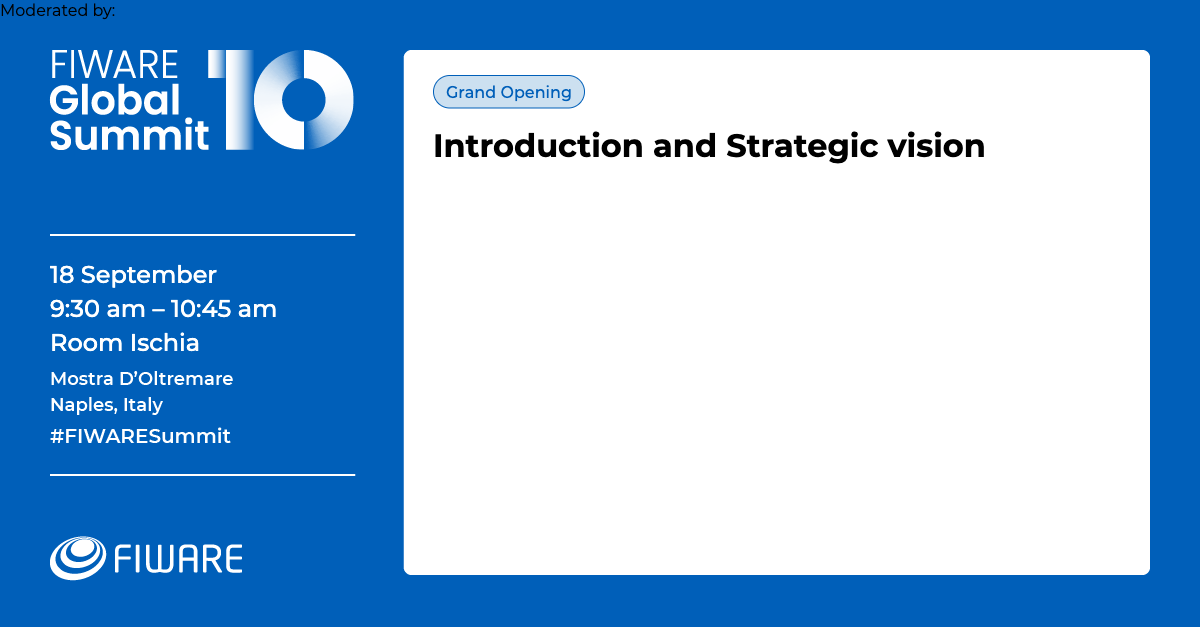 Moderated by:
FIWARE
Global
Summit
10
18 September
9:30 am – 10:45 am
Room Ischia
Mostra D’Oltremare
Naples, Italy
#FIWARESummit
FIWARE
Grand Opening
Introduction and Strategic vision